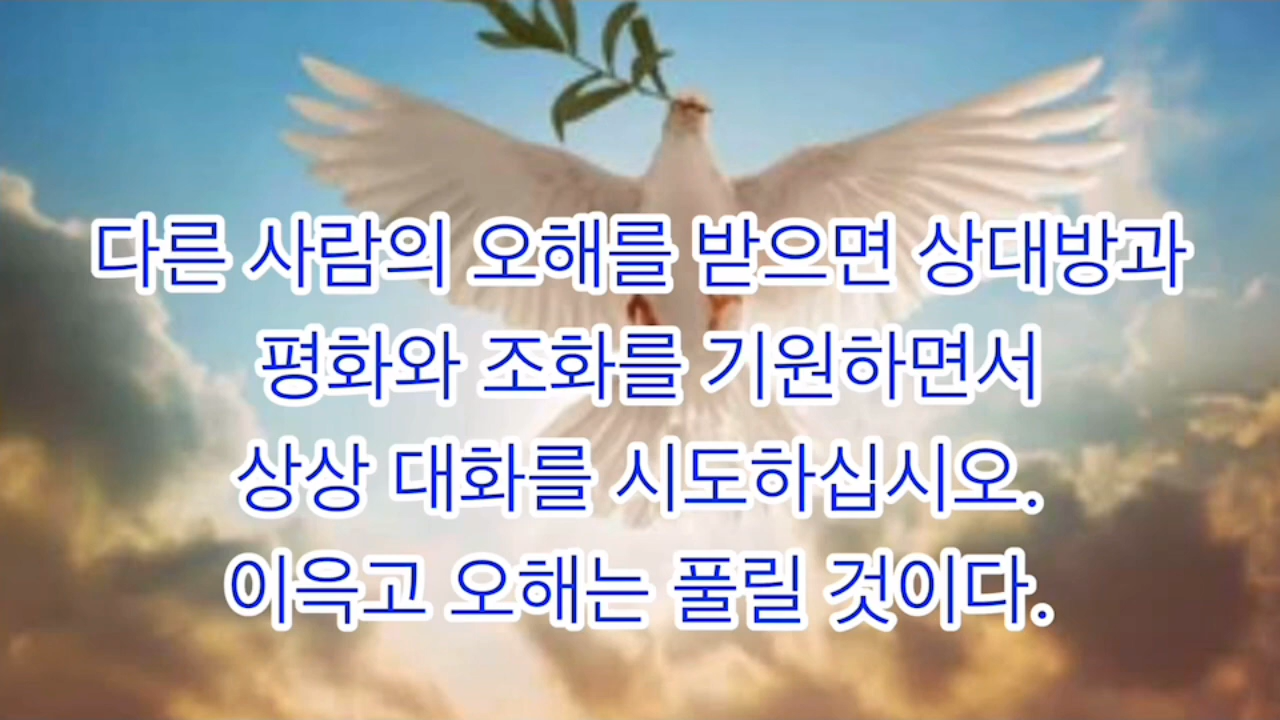 다른 사람의 오해를 받으면 상대방과
평화와 조화를 기원하면서
상상 대화를 시도하십시오.
이윽고 오해는 풀릴 것이다.